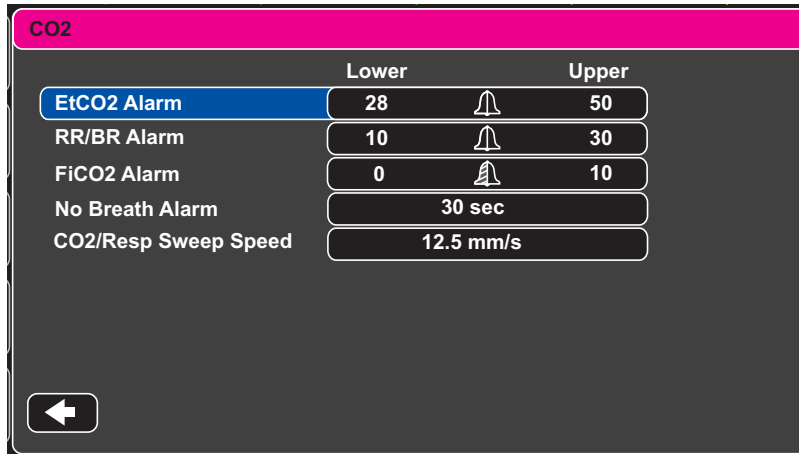 CO2
Lower Upper
EtCO2 Alarm 28 50
RR/BR Alarm 10 30
FiCO2 Alarm 0 10
No Breath Alarm 30 sec
CO2/Resp Sweep Speed 12.5 mm/s